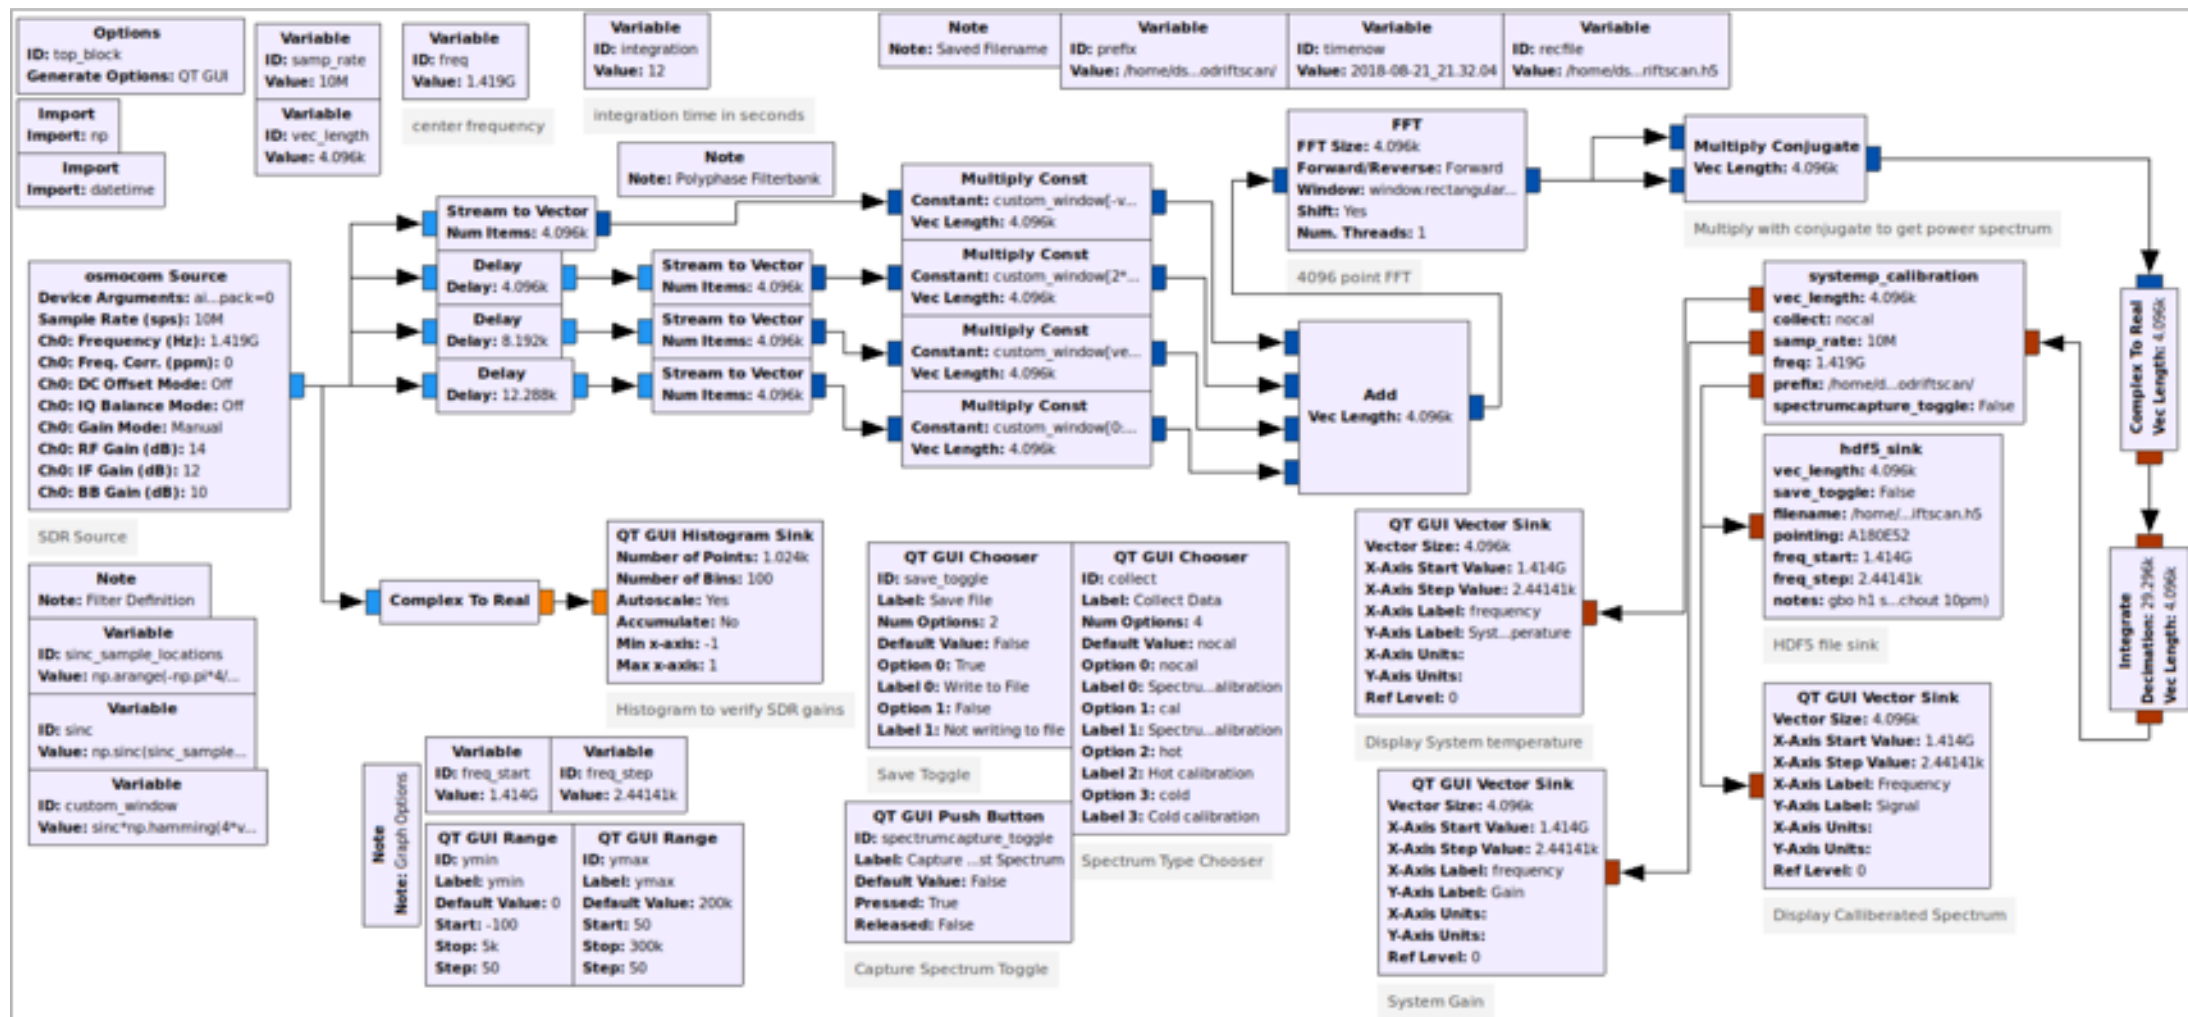 Options
ID: top_block
Generate Options: QT GUI
Import
Import: np
Import
Import: datetime
Variable
ID: samp_rate
Value: 10M
Variable
ID: vec_length
Value: 4.096k
Variable
ID: freq
Value: 1.419G
center frequency
Variable
ID: integration
Value: 12
integration time in seconds
Note
Note: Saved Filename
Variable
ID: prefix
Value: /home/ds...odriftscan/
Variable
ID: timenow
Value: 2018-08-21_21.32.04
Variable
ID: recfile
Value: /home/ds...riftscan.h5
Note
Note: Polyphase Filterbank
osmocom Source
Device Arguments: ai...pack=0
Sample Rate (sps): 10M
Ch0: Frequency (Hz): 1.419G
Ch0: Freq. Corr. (ppm): 0
Ch0: DC Offset Mode: Off
Ch0: IQ Balance Mode: Off
Ch0: Gain Mode: Manual
Ch0: RF Gain (dB): 14
Ch0: IF Gain (dB): 12
Ch0: BB Gain (dB): 10
SDR Source
Stream to Vector
Num Items: 4.096k
Delay
Delay: 4.096k
Delay
Delay: 8.192k
Delay
Delay: 12.288k
Stream to Vector
Num Items: 4.096k
Stream to Vector
Num Items: 4.096k
Stream to Vector
Num Items: 4.096k
Multiply Const
Constant: custom_window[-v...
Vec Length: 4.096k
Multiply Const
Constant: custom_window[2*...
Vec Length: 4.096k
Multiply Const
Constant: custom_window[ve...
Vec Length: 4.096k
Multiply Const
Constant: custom_window[0:...
Vec Length: 4.096k
Add
Vec Length: 4.096k
FFT
FFT Size: 4.096k
Forward/Reverse: Forward
Window: window.rectangular...
Shift: Yes
Num. Threads: 1
4096 point FFT
Multiply Conjugate
Vec Length: 4.096k
Multiply with conjugate to get power spectrum
Complex To Real
Vec Length: 4.096k
Integrate
Decimation: 29.296k
Vec Length: 4.096k
systemp_calibration
vec_length: 4.096k
collect: nocal
samp_rate: 10M
freq: 1.419G
prefix: /home/d...odriftscan/
spectrumcapture_toggle: False
hdf5_sink
vec_length: 4.096k
save_toggle: False
filename: /home/...iftscan.h5
pointing: A180E52
freq_start: 1.414G
freq_step: 2.44141k
notes: gbo h1 s...chout 10pm)
HDF5 file sink
QT GUI Vector Sink
Vector Size: 4.096k
X-Axis Start Value: 1.414G
X-Axis Step Value: 2.44141k
X-Axis Label: Frequency
Y-Axis Label: Signal
X-Axis Units:
Y-Axis Units:
Ref Level: 0
Display Calliberated Spectrum
QT GUI Vector Sink
Vector Size: 4.096k
X-Axis Start Value: 1.414G
X-Axis Step Value: 2.44141k
X-Axis Label: frequency
Y-Axis Label: Syst...perature
X-Axis Units:
Y-Axis Units:
Ref Level: 0
Display System temperature
QT GUI Vector Sink
Vector Size: 4.096k
X-Axis Start Value: 1.414G
X-Axis Step Value: 2.44141k
X-Axis Label: frequency
Y-Axis Label: Gain
X-Axis Units:
Y-Axis Units:
Ref Level: 0
System Gain
Complex To Real
QT GUI Histogram Sink
Number of Points: 1.024k
Number of Bins: 100
Autoscale: Yes
Accumulate: No
Min x-axis: -1
Max x-axis: 1
Histogram to verify SDR gains
QT GUI Chooser
ID: save_toggle
Label: Save File
Num Options: 2
Default Value: False
Option 0: True
Label 0: Write to File
Option 1: False
Label 1: Not writing to file
Save Toggle
QT GUI Chooser
ID: collect
Label: Collect Data
Num Options: 4
Default Value: nocal
Option 0: nocal
Label 0: Spectru...alibration
Option 1: cal
Label 1: Spectru...alibration
Option 2: hot
Label 2: Hot calibration
Option 3: cold
Label 3: Cold calibration
Spectrum Type Chooser
QT GUI Push Button
ID: spectrumcapture_toggle
Label: Capture ...st Spectrum
Default Value: False
Pressed: True
Released: False
Capture Spectrum Toggle
Note
Note: Filter Definition
Variable
ID: sinc_sample_locations
Value: np.arange(-np.pi*4/...
Variable
ID: sinc
Value: np.sinc(sinc_sample...
Variable
ID: custom_window
Value: sinc*np.hamming(4*v...
Note
Note: Graph Options
Variable
ID: freq_start
Value: 1.414G
Variable
ID: freq_step
Value: 2.44141k
QT GUI Range
ID: ymin
Label: ymin
Default Value: 0
Start: -100
Stop: 5k
Step: 50
QT GUI Range
ID: ymax
Label: ymax
Default Value: 200k
Start: 50
Stop: 300k
Step: 50